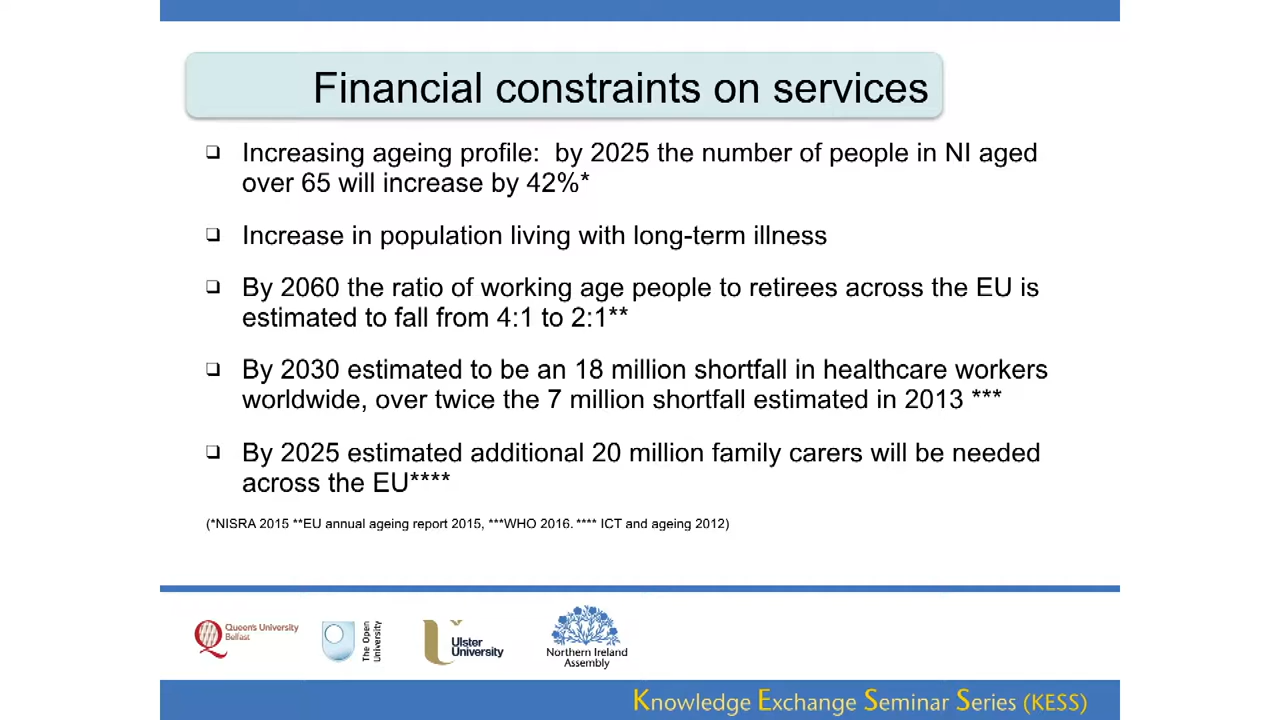 Financial constraints on services
❑ Increasing ageing profile: by 2025 the number of people in NI aged
over 65 will increase by 42%*
❑ Increase in population living with long-term illness
❑ By 2060 the ratio of working age people to retirees across the EU is
estimated to fall from 4:1 to 2:1**
❑ By 2030 estimated to be an 18 million shortfall in healthcare workers
worldwide, over twice the 7 million shortfall estimated in 2013 ***
❑ By 2025 estimated additional 20 million family carers will be needed
across the EU****
(*NISRA 2015 **EU annual ageing report 2015, ***WHO 2016. **** ICT and ageing 2012)
Queen's University
Belfast
The Open
University
Ulster
University
Northern Ireland
Assembly
Knowledge Exchange Seminar Series (KESS)